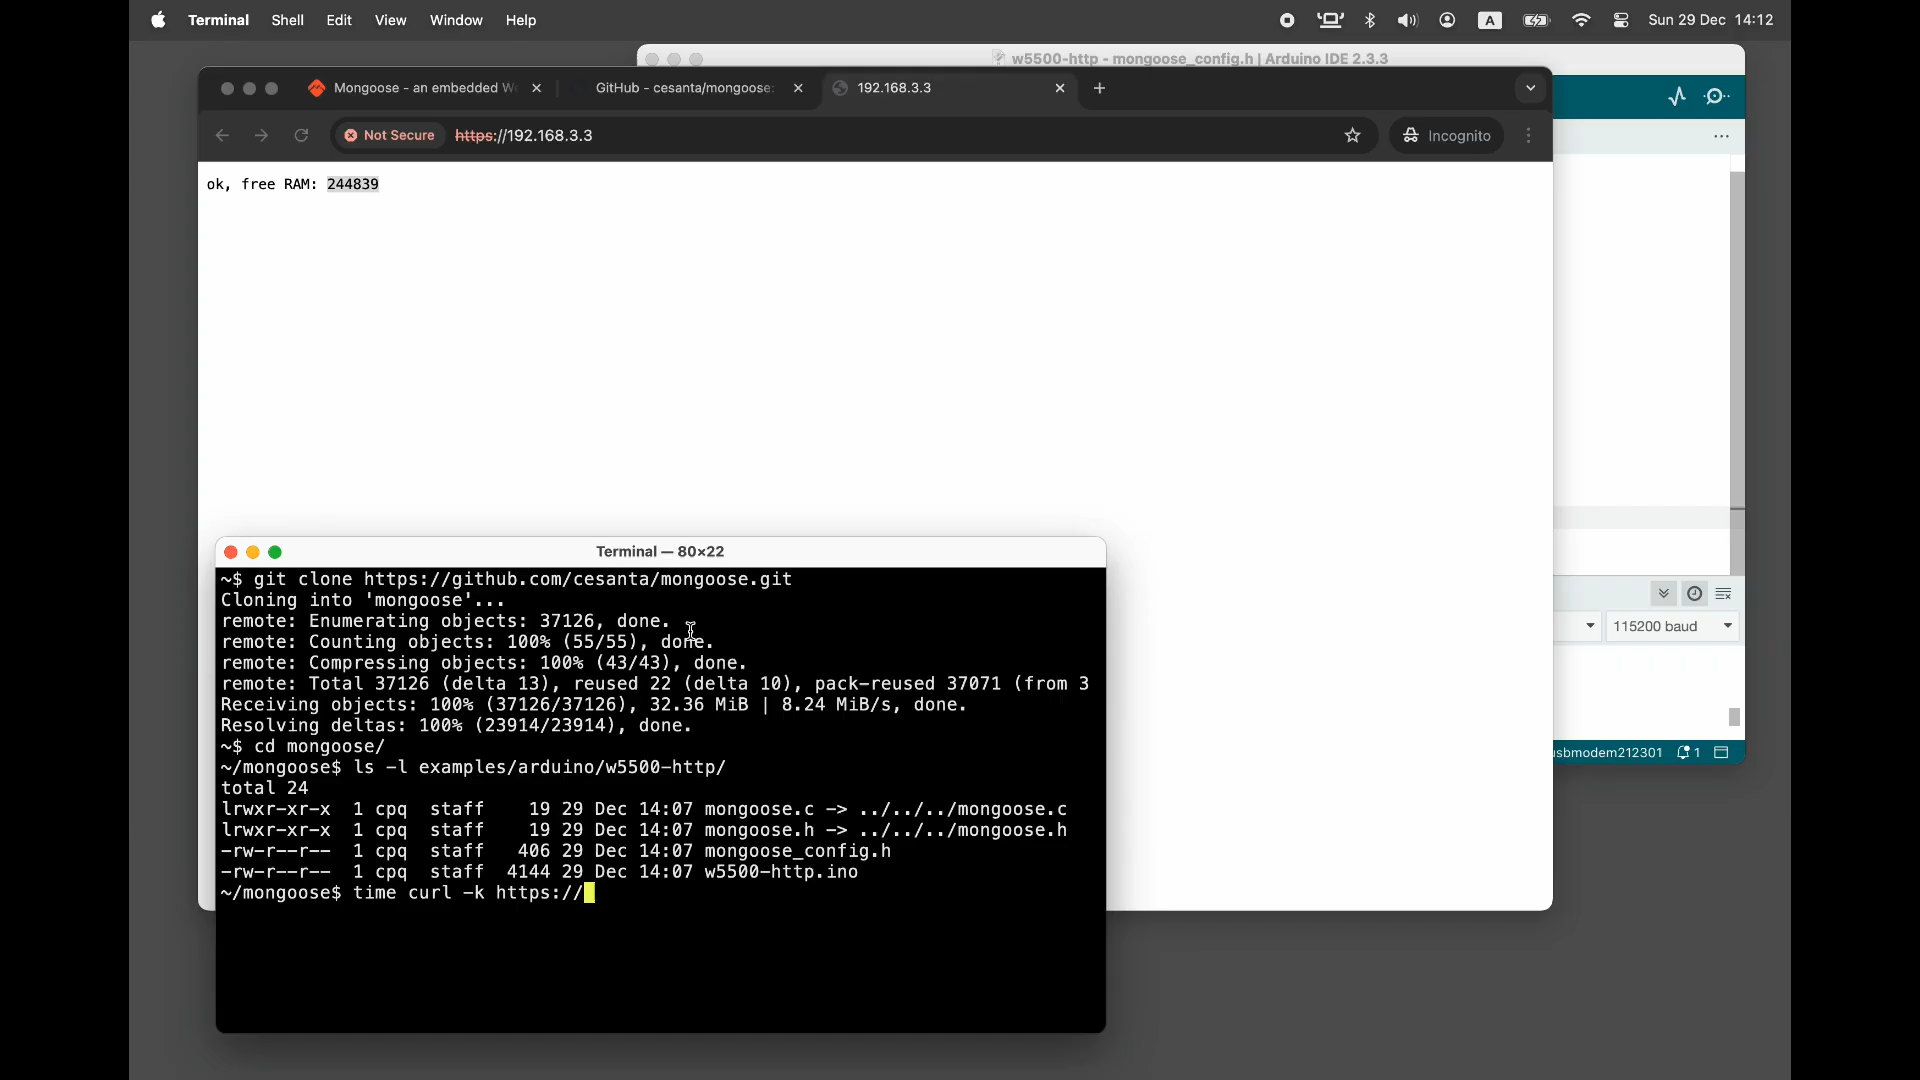 Terminal Shell Edit View Window Help
A
Sun 29 Dec 14:12
w5500-http - mongoose_config.h | Arduino IDE 2.3.3
Mongoose - an embedded W
GitHub - cesanta/mongoose:
192.168.3.3
Not Secure
https://192.168.3.3
Incognito
ok, free RAM: 244839
115200 baud
usbmodem212301
1
Terminal — 80×22
~$ git clone https://github.com/cesanta/mongoose.git
Cloning into 'mongoose'...
remote: Enumerating objects: 37126, done.
remote: Counting objects: 100% (55/55), done.
remote: Compressing objects: 100% (43/43), done.
remote: Total 37126 (delta 13), reused 22 (delta 10), pack-reused 37071 (from 3
Receiving objects: 100% (37126/37126), 32.36 MiB | 8.24 MiB/s, done.
Resolving deltas: 100% (23914/23914), done.
~$ cd mongoose/
~/mongoose$ ls -l examples/arduino/w5500-http/
total 24
lrwxr-xr-x 1 cpq staff 19 29 Dec 14:07 mongoose.c -> ../../../mongoose.c
lrwxr-xr-x 1 cpq staff 19 29 Dec 14:07 mongoose.h -> ../../../mongoose.h
-rw-r--r-- 1 cpq staff 406 29 Dec 14:07 mongoose_config.h
-rw-r--r-- 1 cpq staff 4144 29 Dec 14:07 w5500-http.ino
~/mongoose$ time curl -k https://